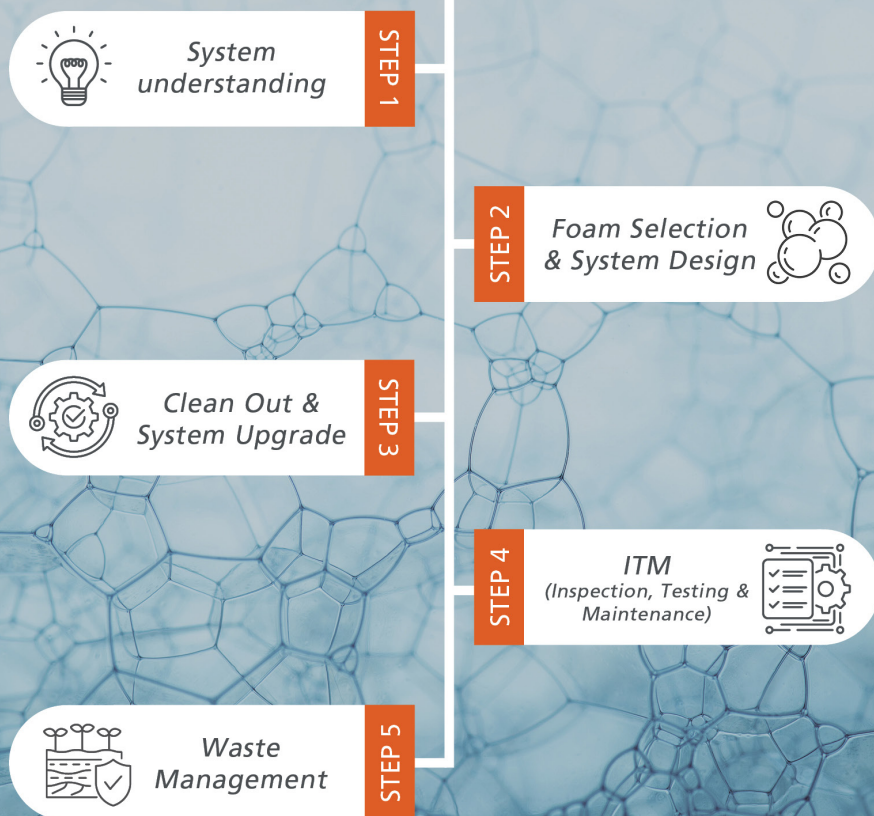 System
understanding
STEP 1
STEP 2
Foam Selection
& System Design
Clean Out &
System Upgrade
STEP 3
STEP 4
ITM
(Inspection, Testing &
Maintenance)
Waste
Management
STEP 5